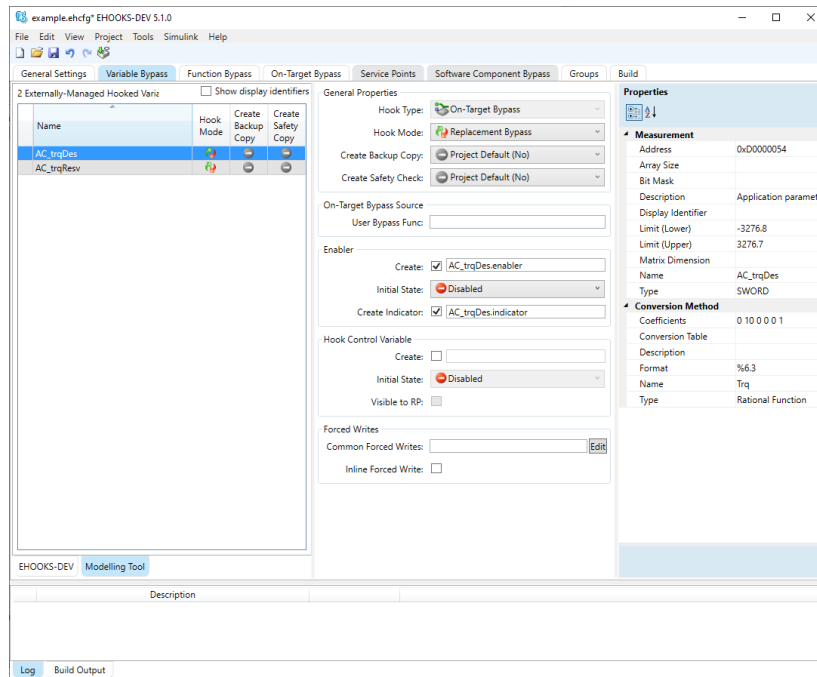 example.ehcfg* EHOOKS-DEV 5.1.0
File Edit View Project Tools Simulink Help
General Settings Variable Bypass Function Bypass On-Target Bypass Service Points Software Component Bypass Groups Build
2 Externally-Managed Hooked Varia Show display identifiers
Name Hook Mode Create Backup Copy Create Safety Copy
AC_trqDes
AC_trqResv
EHOOKS-DEV Modelling Tool
General Properties
Hook Type: On-Target Bypass
Hook Mode: Replacement Bypass
Create Backup Copy: Project Default (No)
Create Safety Check: Project Default (No)
On-Target Bypass Source
User Bypass Func:
Enabler
Create: AC_trqDes.enabler
Initial State: Disabled
Create Indicator: AC_trqDes.indicator
Hook Control Variable
Create:
Initial State: Disabled
Visible to RP:
Forced Writes
Common Forced Writes: Edit
Inline Forced Write:
Properties
Measurement
Address 0xD0000054
Array Size
Bit Mask
Description Application paramet
Display Identifier
Limit (Lower) -3276.8
Limit (Upper) 3276.7
Matrix Dimension
Name AC_trqDes
Type SWORD
Conversion Method
Coefficients 0 10 0 0 0 1
Conversion Table
Description
Format %6.3
Name Trq
Type Rational Function
Description
Log Build Output